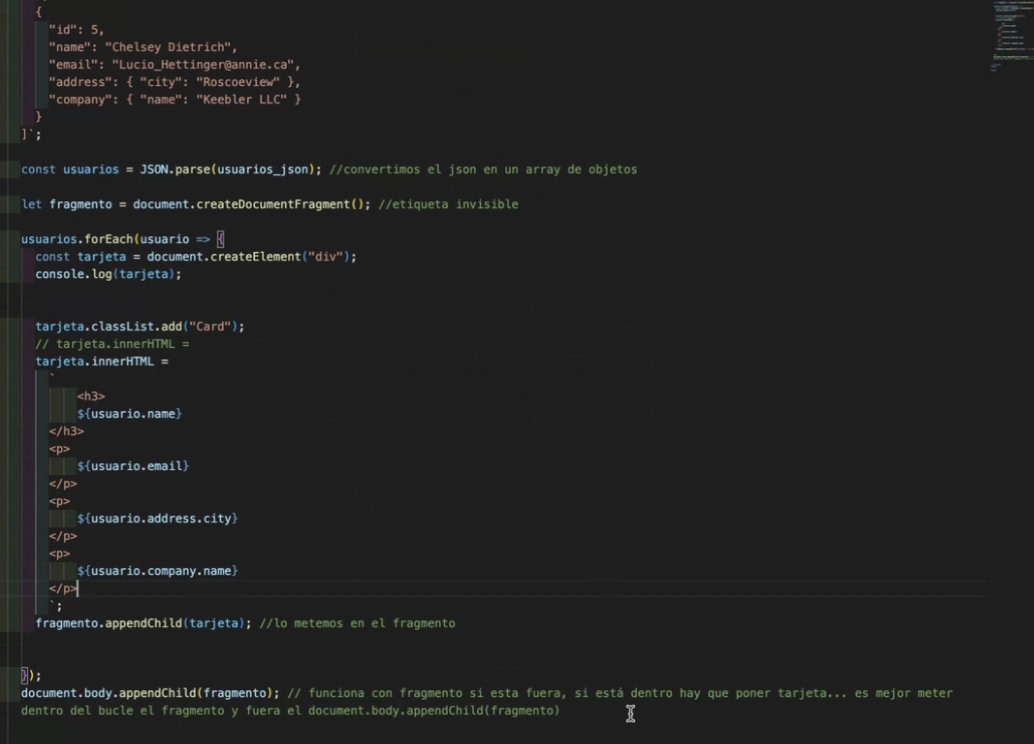 {
"id": 5,
"name": "Chelsey Dietrich",
"email": "Lucio_Hettinger@annie.ca",
"address": { "city": "Roscoeview" },
"company": { "name": "Keebler LLC" }
}
]`;
const usuarios = JSON.parse(usuarios_json); //convertimos el json en un array de objetos
let fragmento = document.createDocumentFragment(); //etiqueta invisible
usuarios.forEach(usuario => {
const tarjeta = document.createElement("div");
console.log(tarjeta);
tarjeta.classList.add("Card");
// tarjeta.innerHTML =
tarjeta.innerHTML =
`
<h3>
${usuario.name}
</h3>
<p>
${usuario.email}
</p>
<p>
${usuario.address.city}
</p>
<p>
${usuario.company.name}
</p>
`;
fragmento.appendChild(tarjeta); //lo metemos en el fragmento
});
document.body.appendChild(fragmento); // funciona con fragmento si esta fuera, si está dentro hay que poner tarjeta... es mejor meter
dentro del bucle el fragmento y fuera el document.body.appendChild(fragmento)